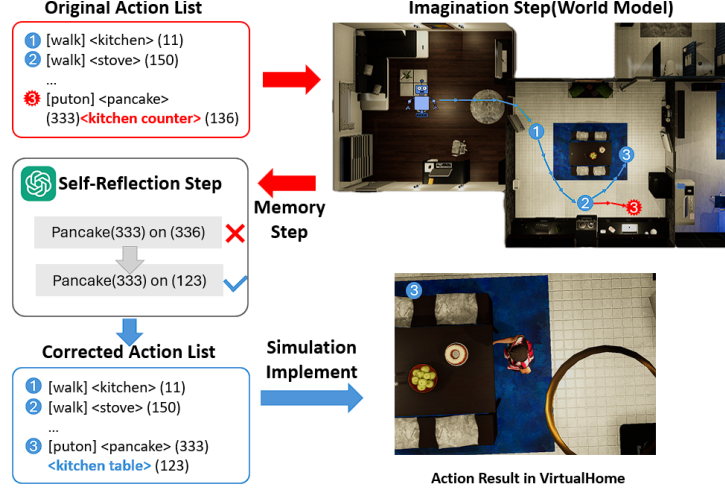 Original Action List
1 [walk] <kitchen> (11)
2 [walk] <stove> (150)
...
3 [puton] <pancake>
(333)<kitchen counter> (136)
Imagination Step(World Model)
1
2
3
3
Self-Reflection Step
Pancake(333) on (336)
Pancake(333) on (123)
Memory
Step
Corrected Action List
1 [walk] <kitchen> (11)
2 [walk] <stove> (150)
...
3 [puton] <pancake> (333)
<kitchen table> (123)
Simulation
Implement
3
Action Result in VirtualHome